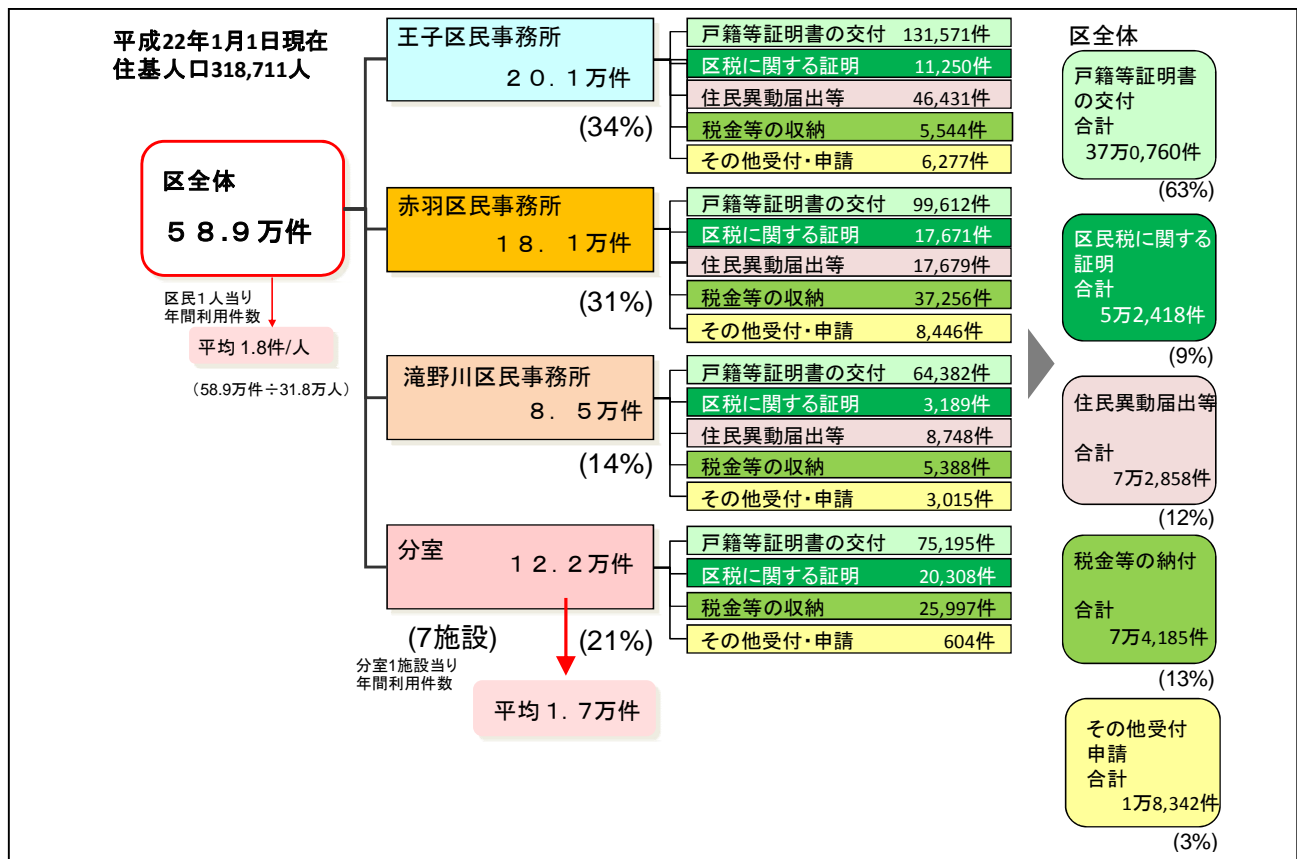 平成22年1月1日現在
住基人口318,711人
区全体
５８.９万件
区民１人当り
年間利用件数
平均 1.8件/人
（58.9万件÷31.8万人）
王子区民事務所
２０．１万件
(34%)
戸籍等証明書の交付 131,571件
区税に関する証明 11,250件
住民異動届出等 46,431件
税金等の収納 5,544件
その他受付・申請 6,277件
赤羽区民事務所
１８．１万件
(31%)
戸籍等証明書の交付 99,612件
区税に関する証明 17,671件
住民異動届出等 17,679件
税金等の収納 37,256件
その他受付・申請 8,446件
滝野川区民事務所
８．５万件
(14%)
戸籍等証明書の交付 64,382件
区税に関する証明 3,189件
住民異動届出等 8,748件
税金等の収納 5,388件
その他受付・申請 3,015件
分室
１２.２万件
(7施設)
(21%)
分室1施設当り
年間利用件数
平均１．７万件
戸籍等証明書の交付 75,195件
区税に関する証明 20,308件
税金等の収納 25,997件
その他受付・申請 604件
区全体
戸籍等証明書
の交付
合計
37万0,760件
(63%)
区民税に関する
証明
合計
5万2,418件
(9%)
住民異動届出等
合計
7万2,858件
(12%)
税金等の納付
合計
7万4,185件
(13%)
その他受付
申請
合計
1万8,342件
(3%)